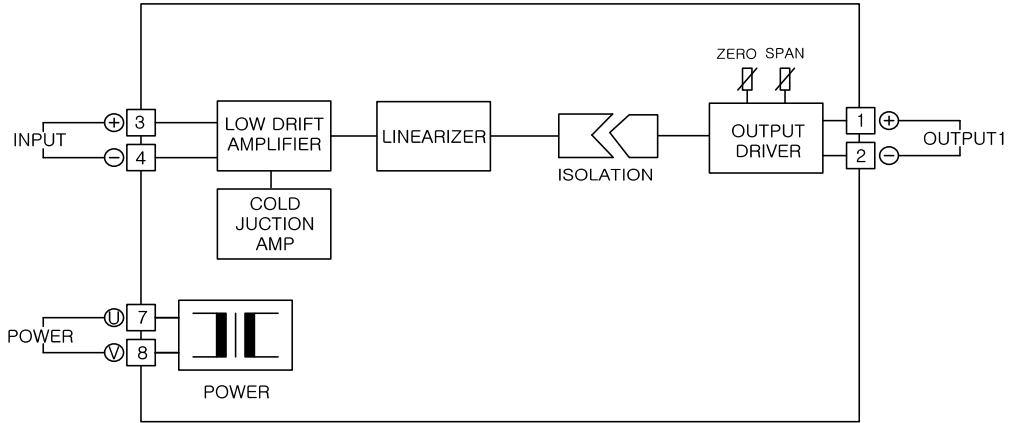 ZERO SPAN
INPUT
+
3
−
4
LOW DRIFT
AMPLIFIER
LINEARIZER
ISOLATION
OUTPUT
DRIVER
1
+
2
−
OUTPUT1
COLD
JUCTION
AMP
POWER
U
7
V
8
POWER